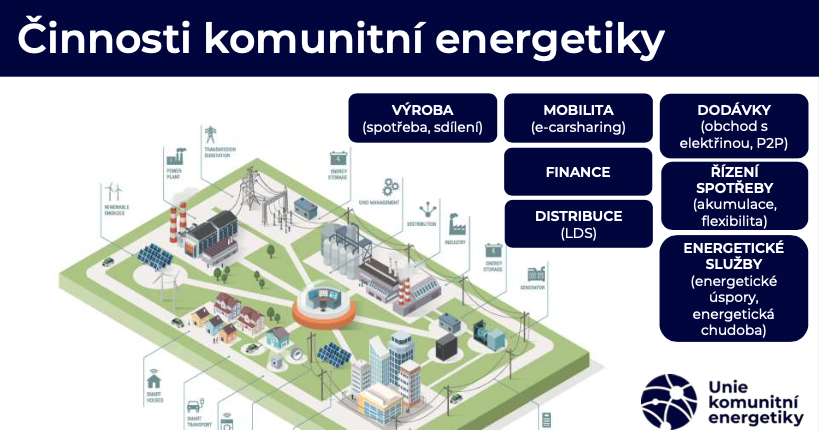 Činnosti komunitní energetiky
VÝROBA
(spotřeba, sdílení)
MOBILITA
(e-carsharing)
DODÁVKY
(obchod s
elektřinou, P2P)
FINANCE
ŘÍZENÍ
SPOTŘEBY
(akumulace,
flexibilita)
DISTRIBUCE
(LDS)
ENERGETICKÉ
SLUŽBY
(energetické
úspory,
energetická
chudoba)
TRANSMISSION
SUBSTATION
POWER
PLANT
RENEWABLE
ENERGIES
ENERGY
STORAGE
GRID MANAGEMENT
DISTRIBUTION
INDUSTRY
ENERGY
STORAGE
GENERATOR
SMART
HOUSES
SMART
TRANSPORT
Unie
komunitní
energetiky